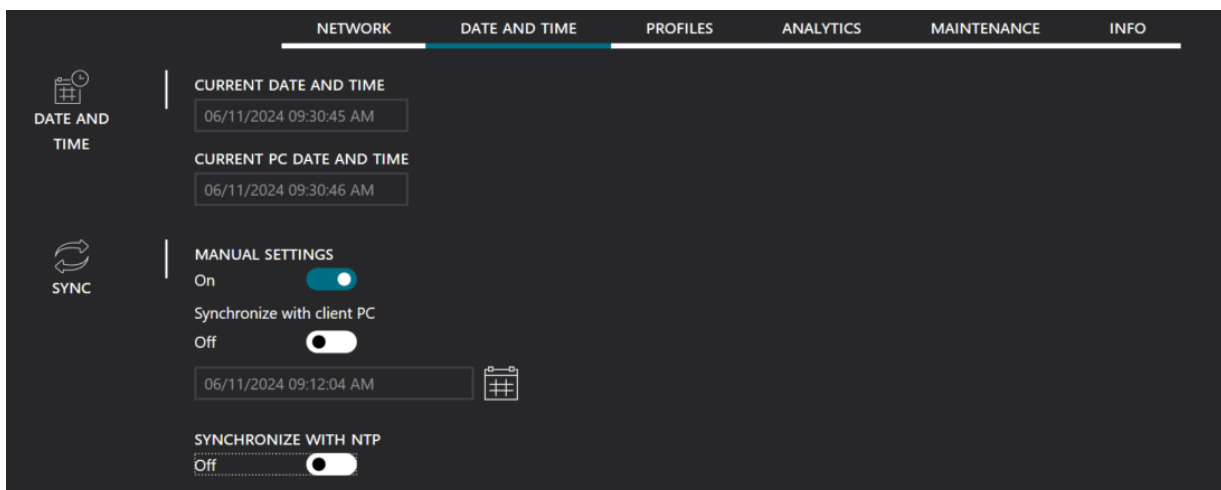 NETWORK DATE AND TIME PROFILES ANALYTICS MAINTENANCE INFO
DATE AND
TIME
CURRENT DATE AND TIME
06/11/2024 09:30:45 AM
CURRENT PC DATE AND TIME
06/11/2024 09:30:46 AM
SYNC
MANUAL SETTINGS
On
Synchronize with client PC
Off
06/11/2024 09:12:04 AM
SYNCHRONIZE WITH NTP
Off